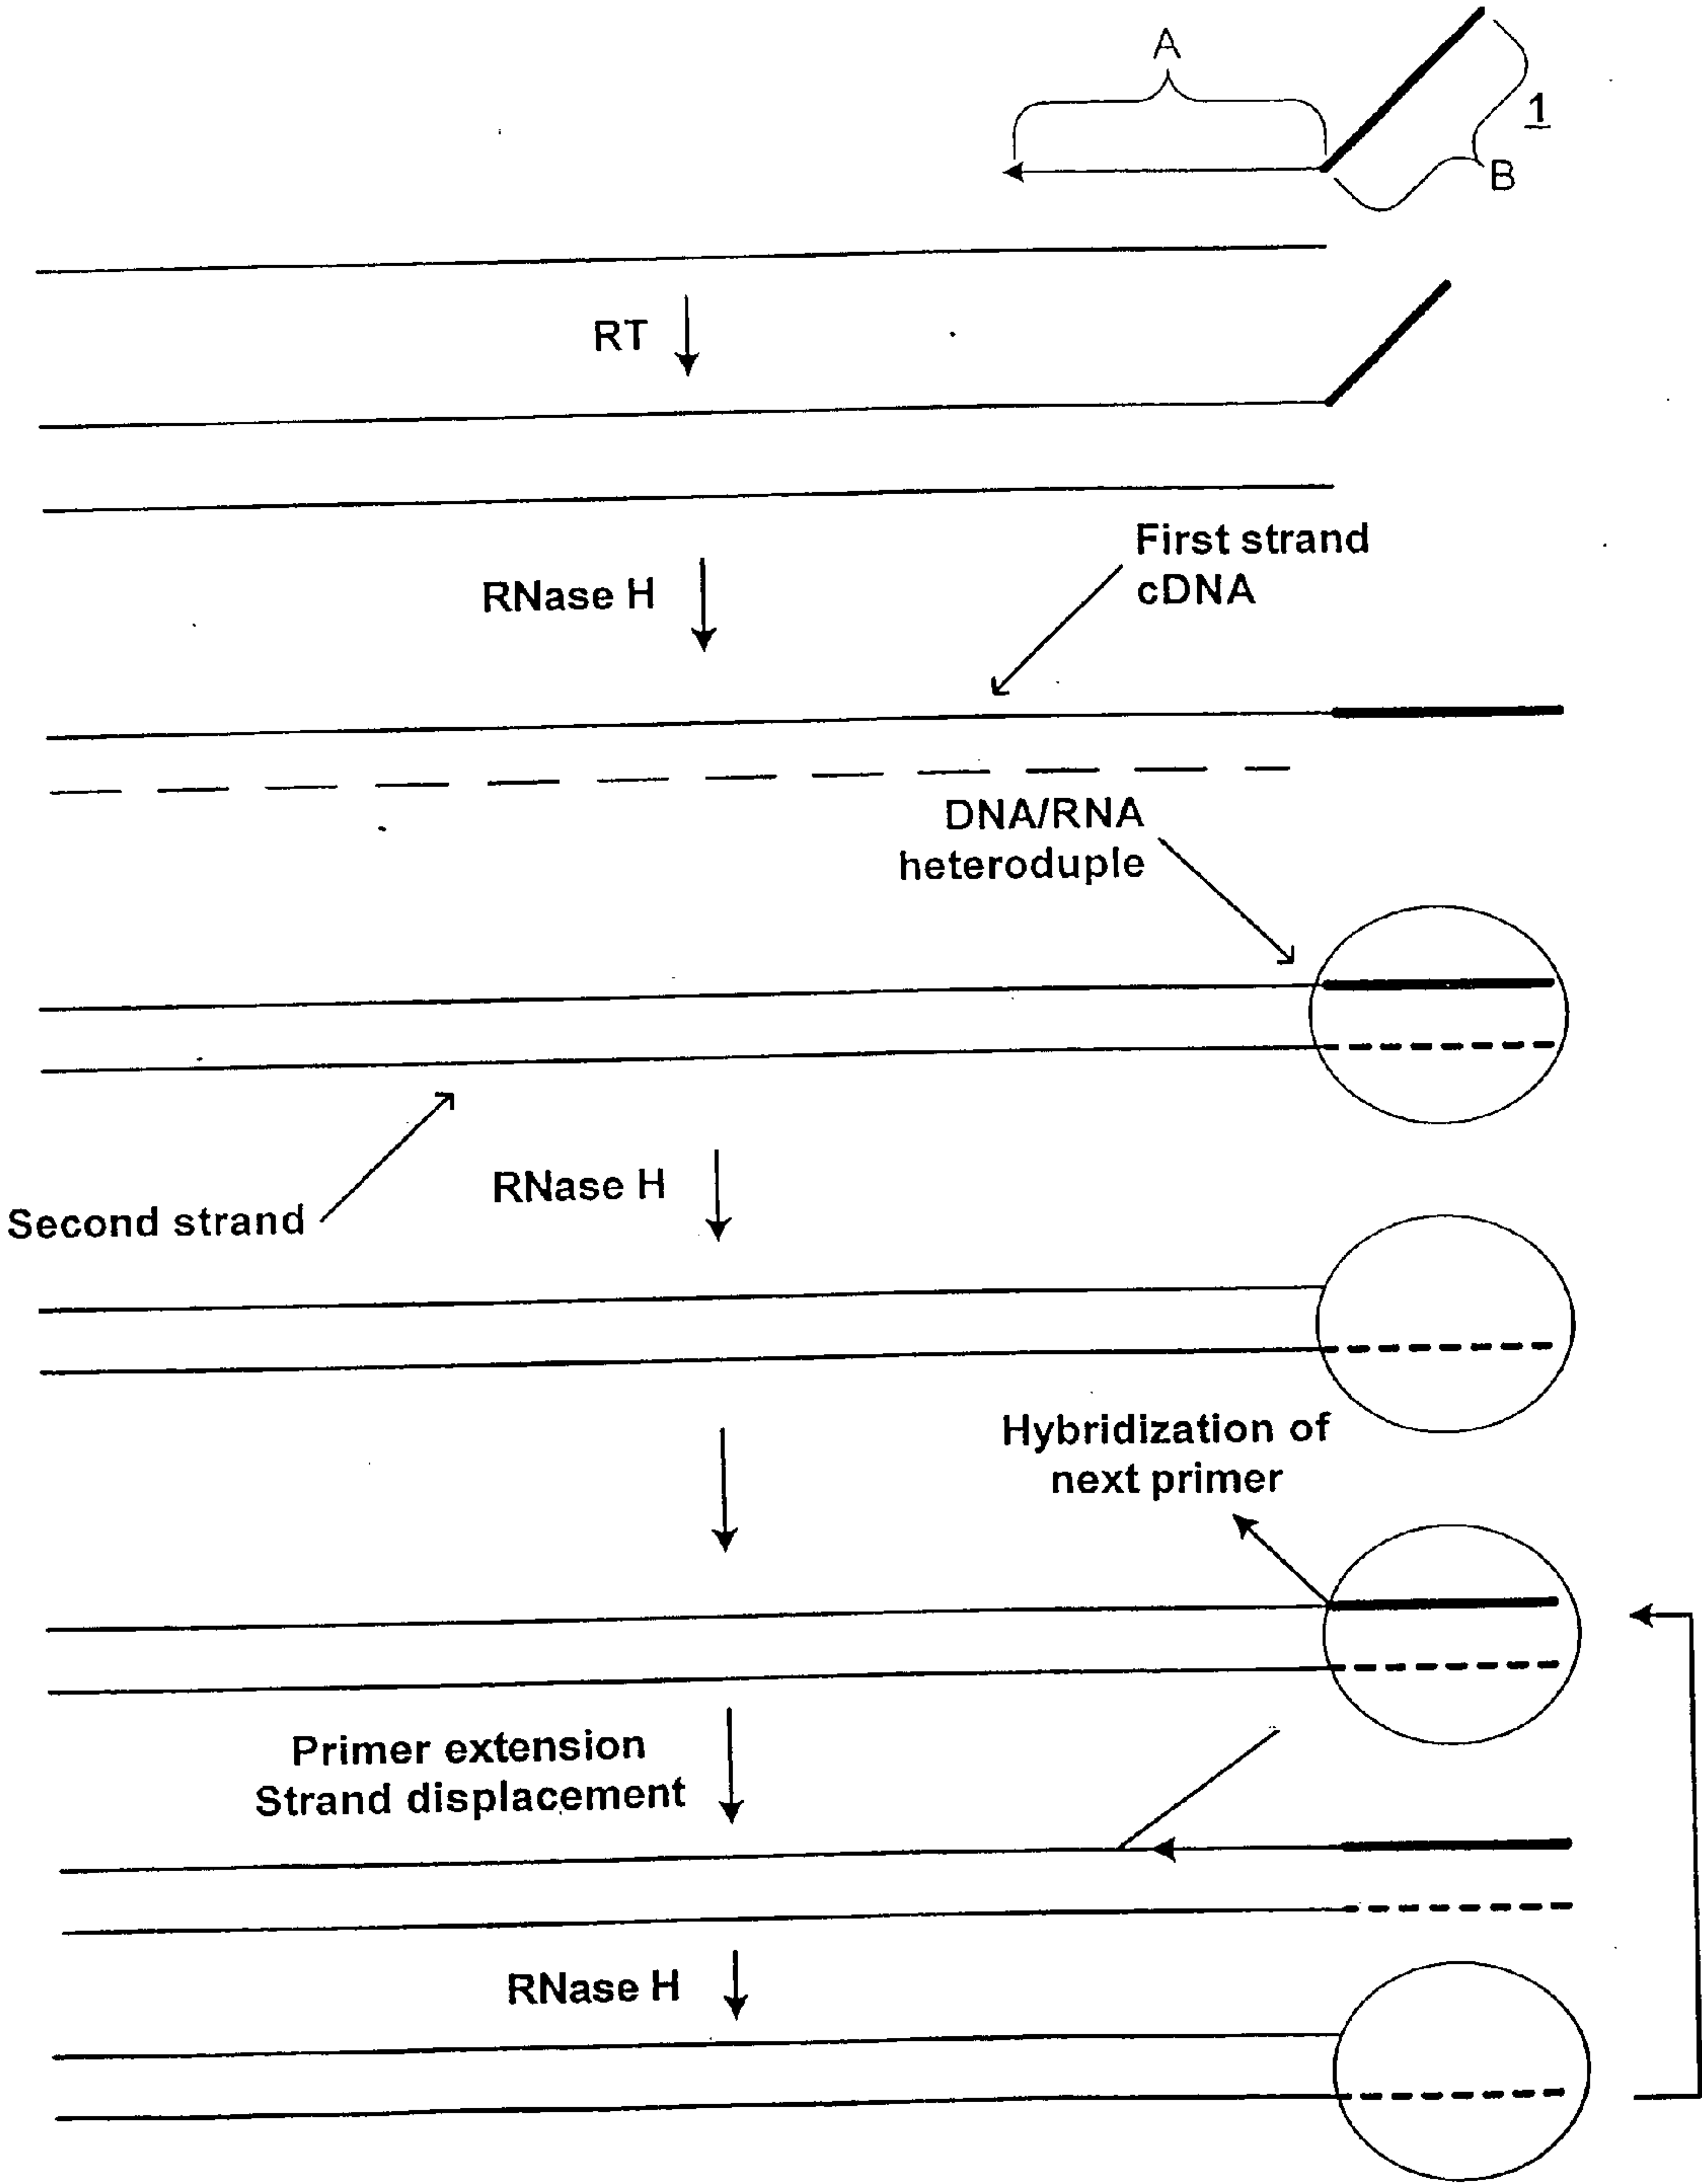 A
1
B
RT
First strand
cDNA
RNase H
DNA/RNA
heteroduple
Second strand
RNase H
Hybridization of
next primer
Primer extension
Strand displacement
RNase H